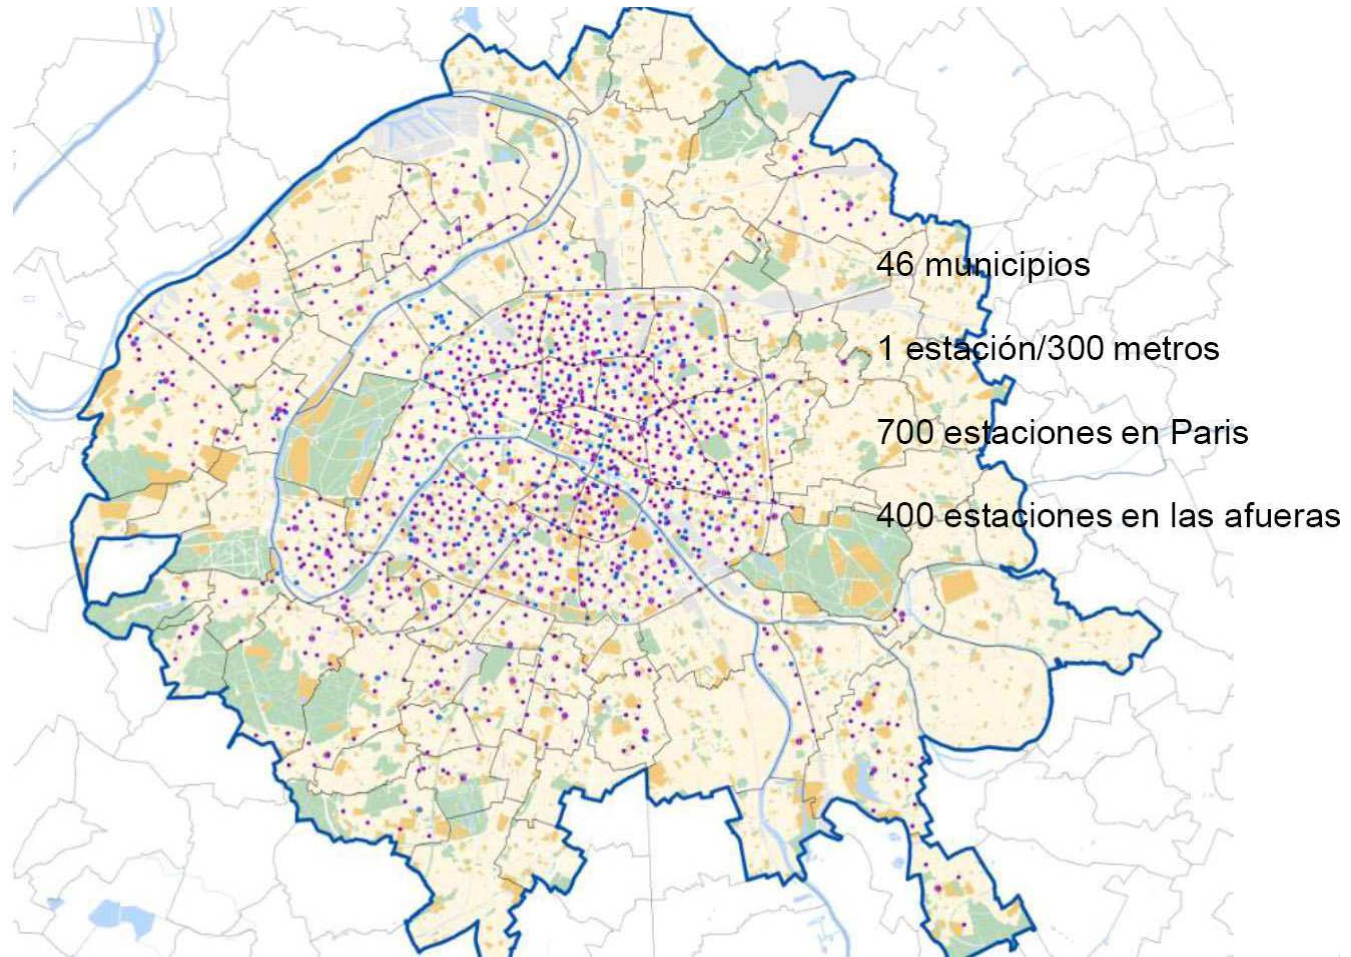 46 municipios
1 estación/300 metros
700 estaciones en Paris
400 estaciones en las afueras